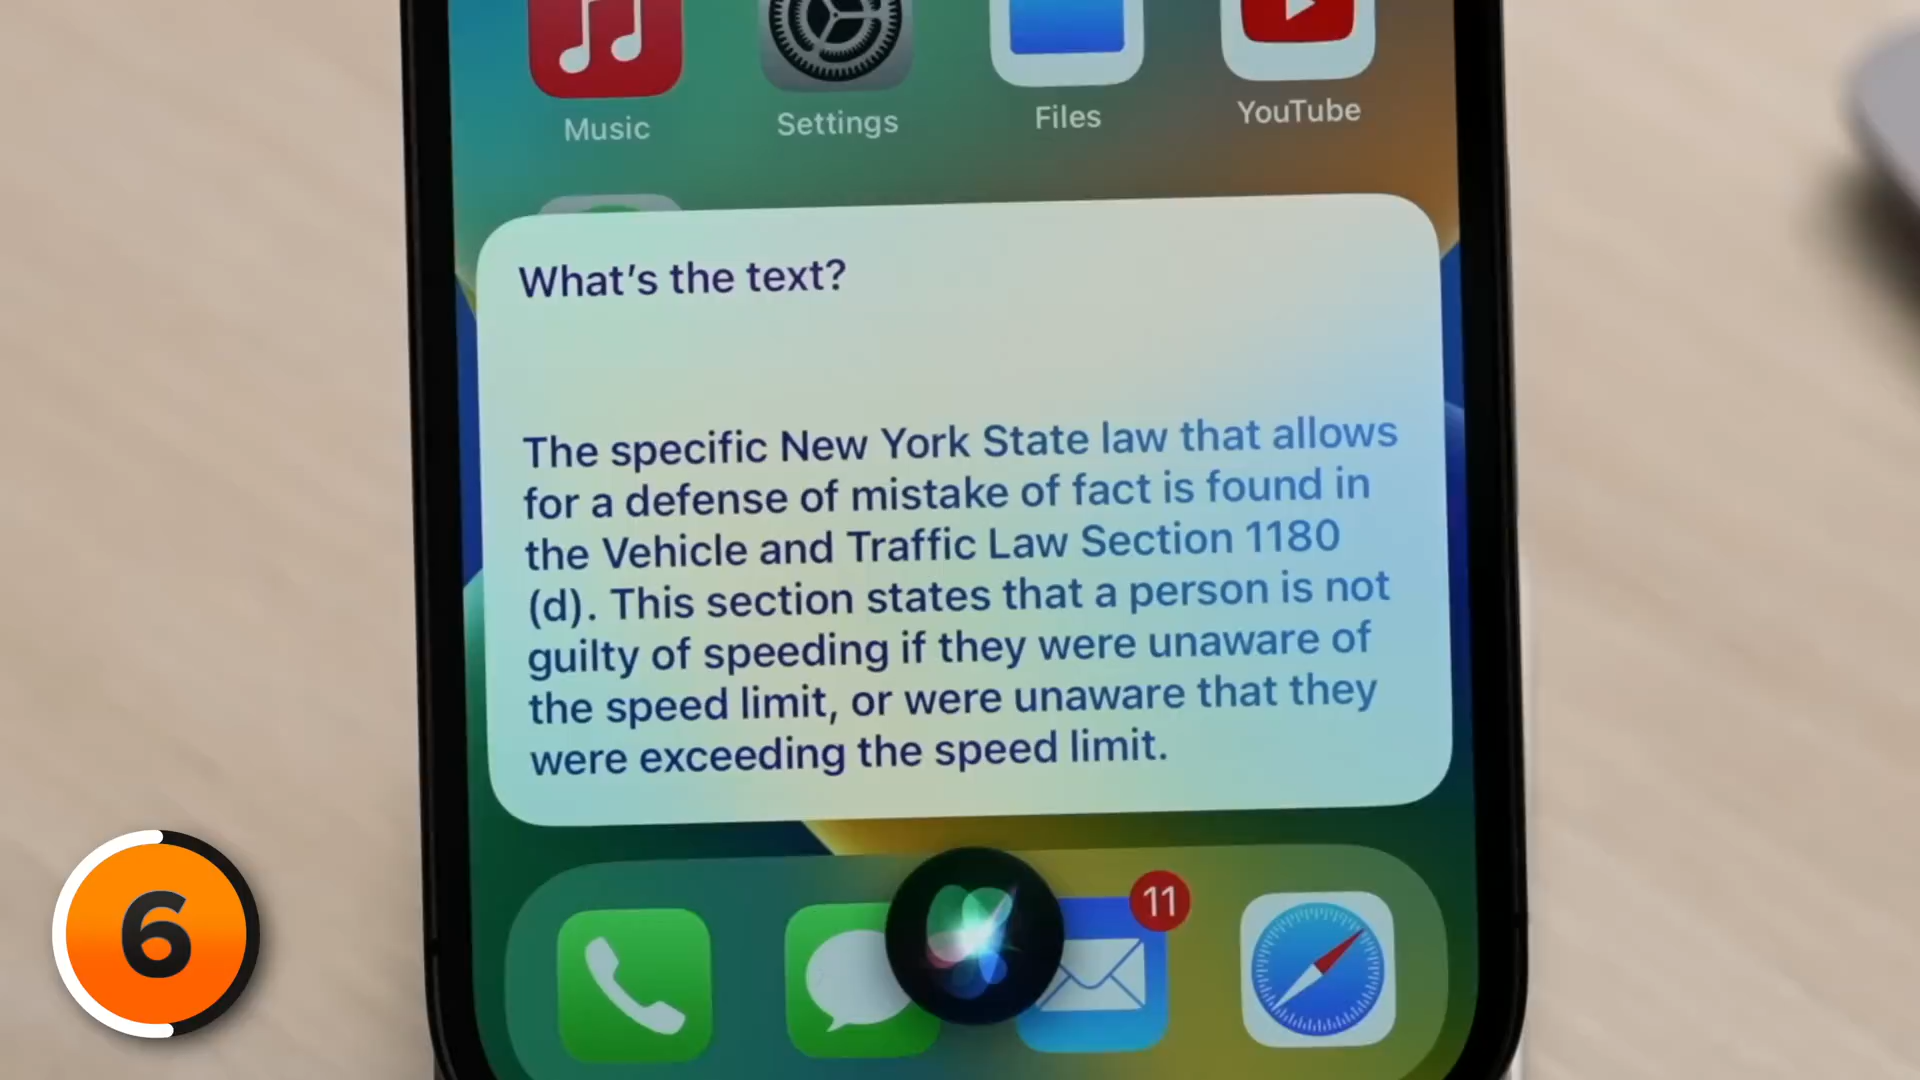 Music
Settings
Files
YouTube
What's the text?
The specific New York State law that allows
for a defense of mistake of fact is found in
the Vehicle and Traffic Law Section 1180
(d). This section states that a person is not
guilty of speeding if they were unaware of
the speed limit, or were unaware that they
were exceeding the speed limit.
11
6